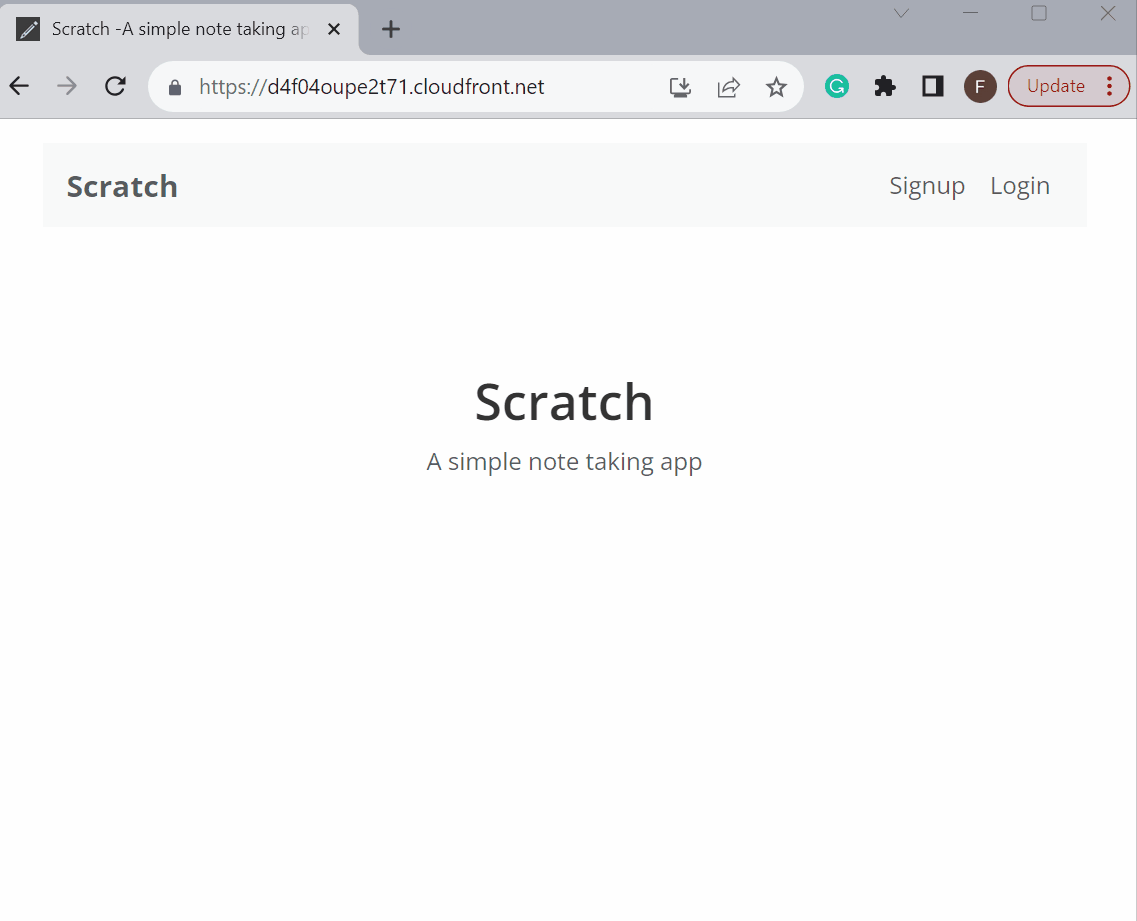 Scratch -A simple note taking ap
https://d4f04oupe2t71.cloudfront.net
G
F
Update
Scratch
Signup
Login
Scratch
A simple note taking app